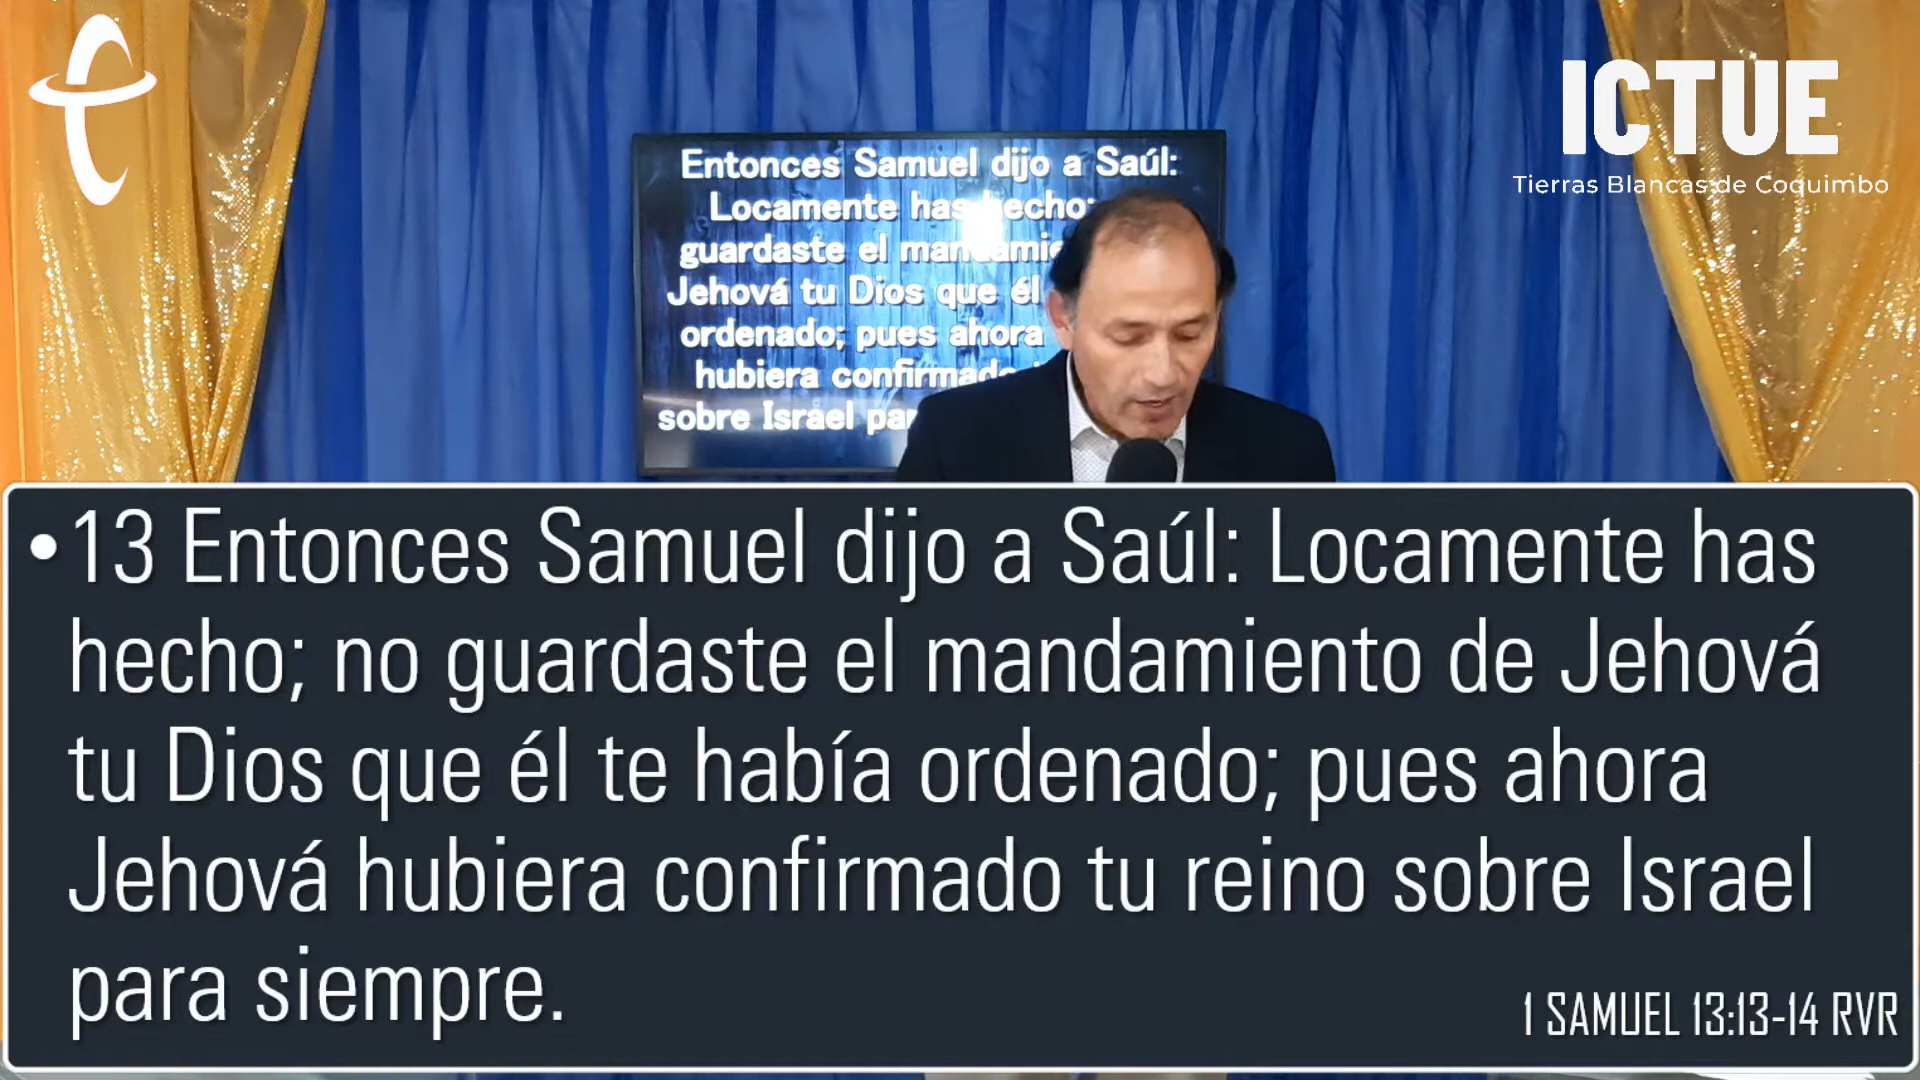 ICTUE
Tierras Blancas de Coquimbo
Entonces Samuel dijo a Saúl:
Locamente has hecho;
guardaste el
Jehová tu Dios que él
ordenado; pues ahora
hubiera confirmado
sobre Israel
•13 Entonces Samuel dijo a Saúl: Locamente has
hecho; no guardaste el mandamiento de Jehová
tu Dios que él te había ordenado; pues ahora
Jehová hubiera confirmado tu reino sobre Israel
para siempre.
1 SAMUEL 13:13-14 RVR